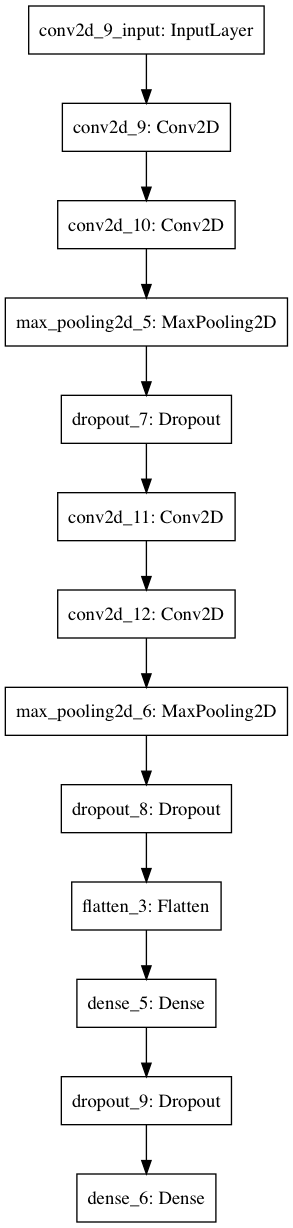 conv2d_9_input: InputLayer
conv2d_9: Conv2D
conv2d_10: Conv2D
max_pooling2d_5: MaxPooling2D
dropout_7: Dropout
conv2d_11: Conv2D
conv2d_12: Conv2D
max_pooling2d_6: MaxPooling2D
dropout_8: Dropout
flatten_3: Flatten
dense_5: Dense
dropout_9: Dropout
dense_6: Dense